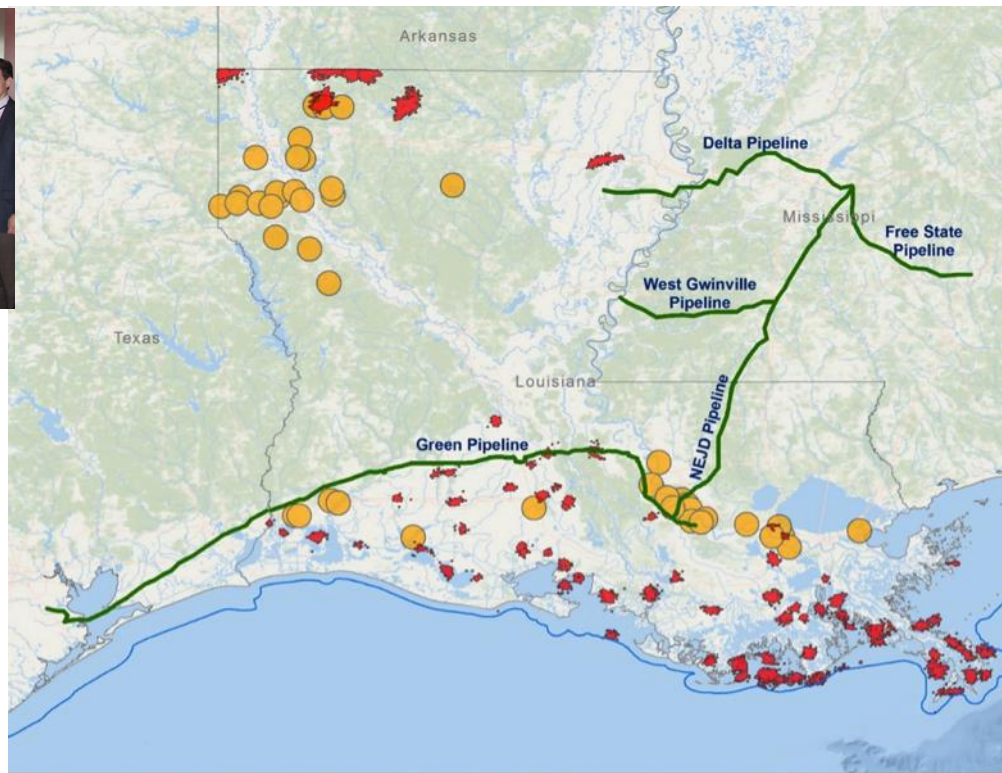 Arkansas
Delta Pipeline
Mississippi
Free State
Pipeline
West Gwinville
Pipeline
Texas
Louisiana
NEJD Pipeline
Green Pipeline